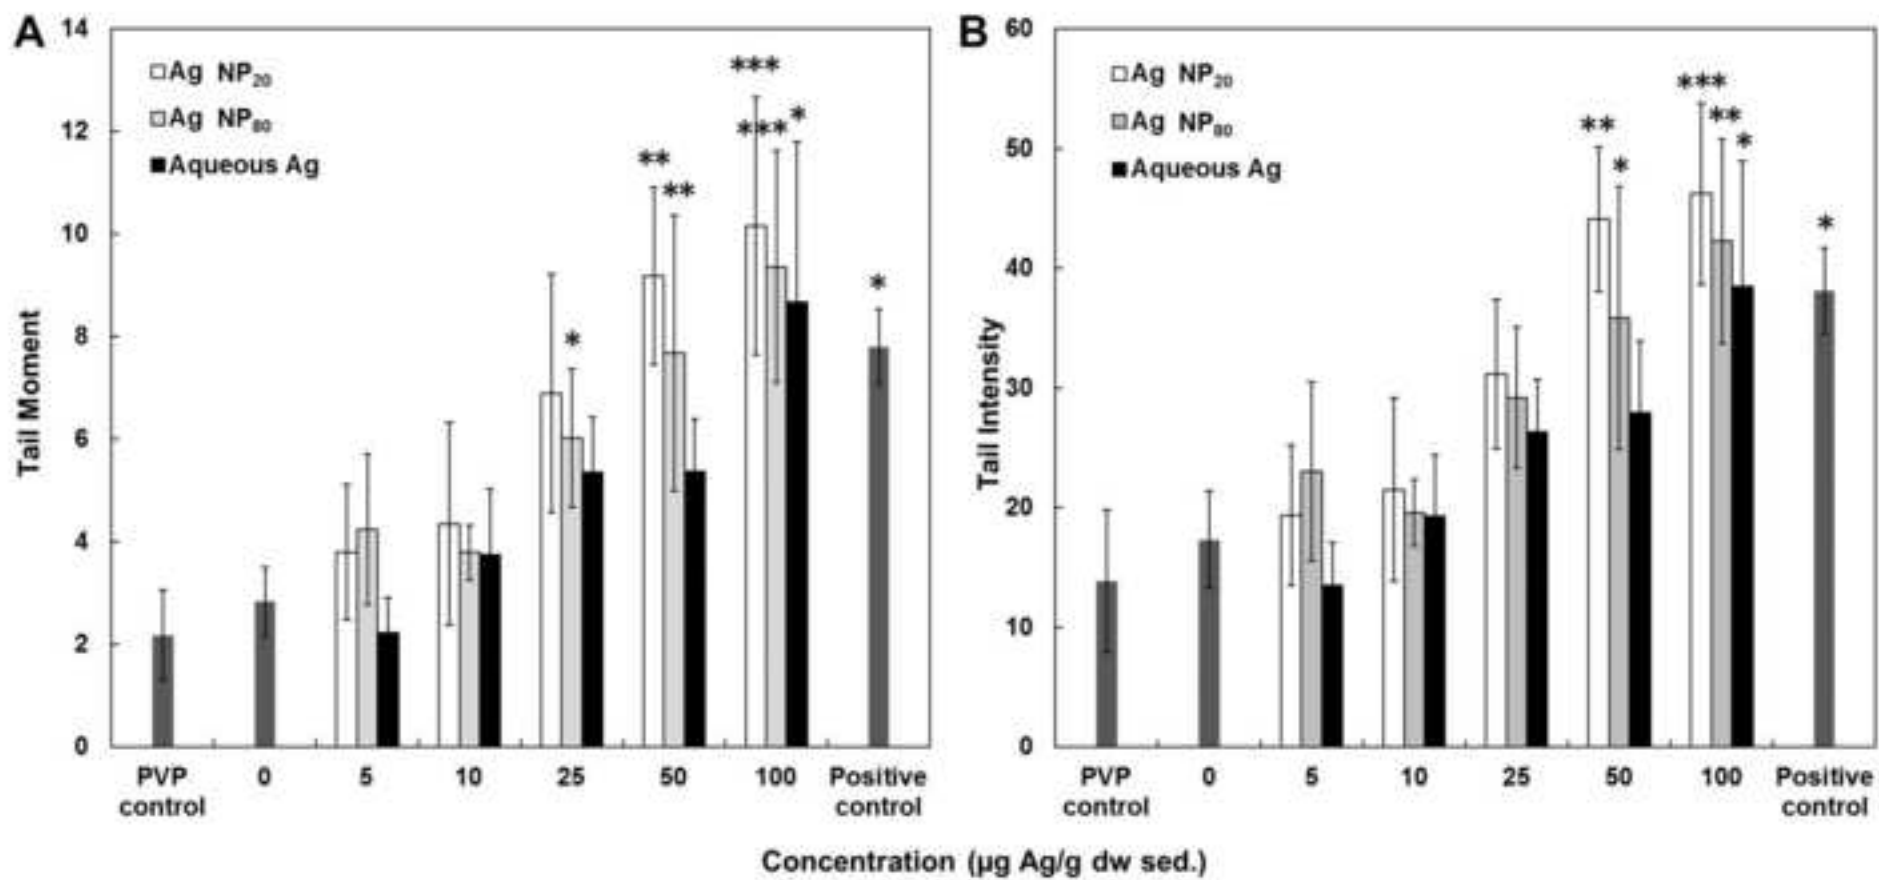 A
14
12
10
8
6
4
2
0
Tail Moment
Ag NP20
Ag NP80
Aqueous Ag
*** 
*** *
** **
*
*
PVP control
0
5
10
25
50
100
Positive control
B
60
50
40
30
20
10
0
Tail Intensity
Ag NP20
Ag NP80
Aqueous Ag
***
** ** *
*
*
PVP control
0
5
10
25
50
100
Positive control
Concentration (µg Ag/g dw sed.)